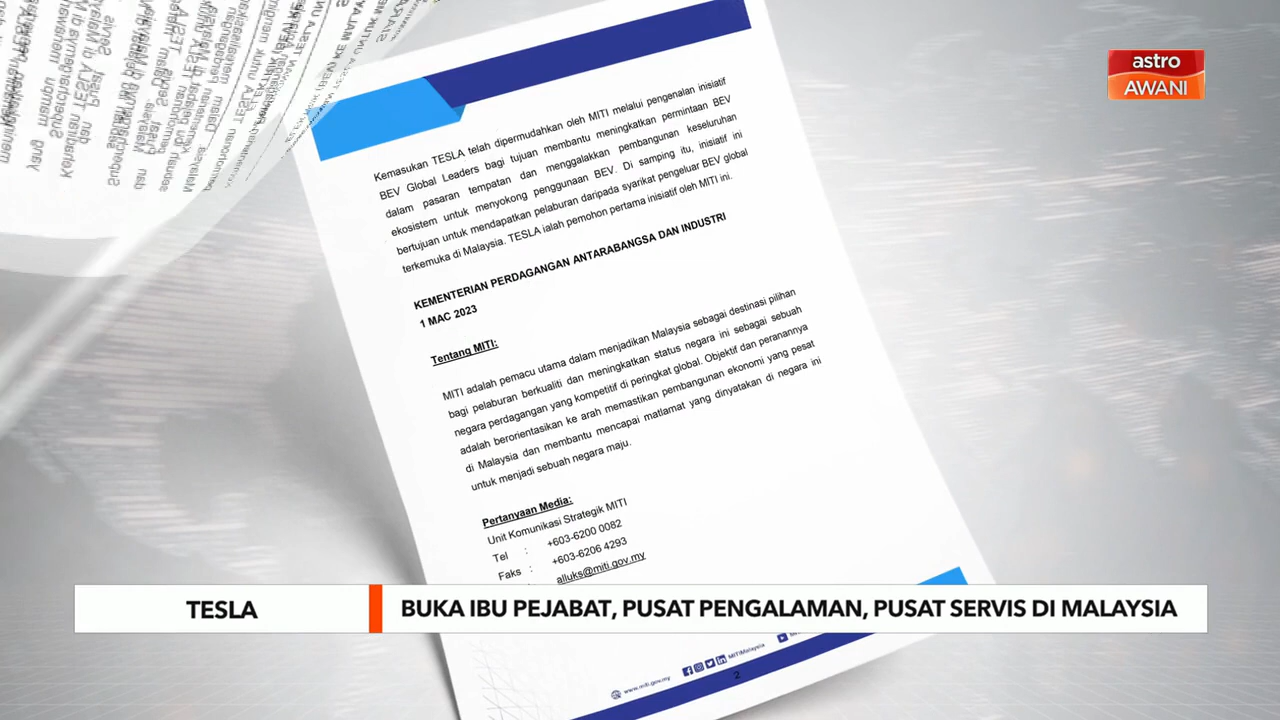 astro
AWANI
Kemasukan TESLA telah dipermudahkan oleh MITI melalui pengenalan inisiatif
BEV Global Leaders bagi tujuan membantu meningkatkan permintaan BEV
dalam pasaran tempatan dan menggalakkan pembangunan keseluruhan
ekosistem untuk menyokong penggunaan BEV. Di samping itu, inisiatif ini
bertujuan untuk mendapatkan pelaburan daripada syarikat pengeluar BEV global
terkemuka di Malaysia. TESLA ialah pemohon pertama inisiatif oleh MITI ini.
KEMENTERIAN PERDAGANGAN ANTARABANGSA DAN INDUSTRI
1 MAC 2023
Tentang MITI:
MITI adalah pemacu utama dalam menjadikan Malaysia sebagai destinasi pilihan
bagi pelaburan berkualiti dan meningkatkan status negara ini sebagai sebuah
negara perdagangan yang kompetitif di peringkat global. Objektif dan peranannya
adalah berorientasikan ke arah memastikan pembangunan ekonomi yang pesat
di Malaysia dan membantu mencapai matlamat yang dinyatakan di negara ini
untuk menjadi sebuah negara maju.
Pertanyaan Media:
Unit Komunikasi Strategik MITI
Tel : +603-6200 0082
Faks : +603-6206 4293
alluks@miti.gov.my
TESLA
BUKA IBU PEJABAT, PUSAT PENGALAMAN, PUSAT SERVIS DI MALAYSIA
www.miti.gov.my MITIMalaysia
2